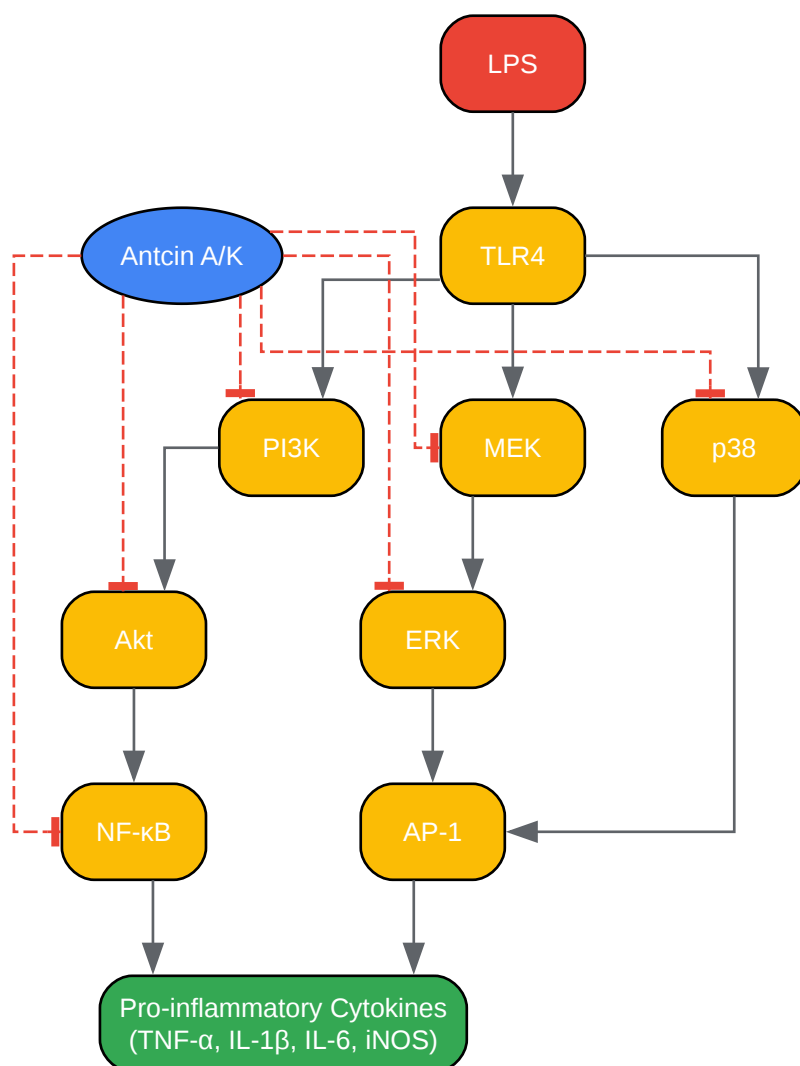 LPS
Antcin A/K
TLR4
PI3K
MEK
p38
Akt
ERK
NF-κB
AP-1
Pro-inflammatory Cytokines
(TNF-α, IL-1β, IL-6, iNOS)